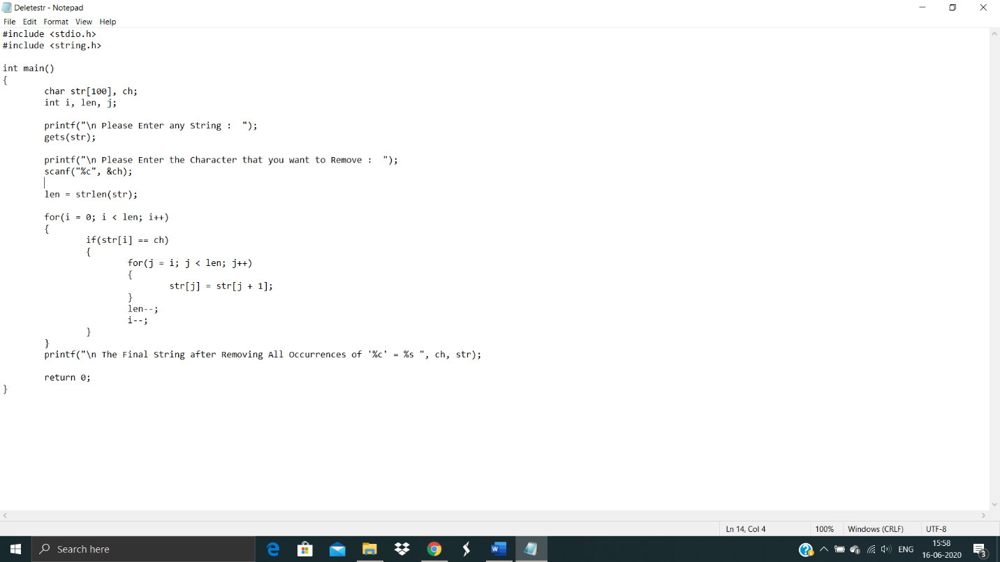 Deletestr - Notepad
File Edit Format View Help
#include <stdio.h>
#include <string.h>
int main()
{
char str[100], ch;
int i, len, j;
printf("\n Please Enter any String :  ");
gets(str);
printf("\n Please Enter the Character that you want to Remove :  ");
scanf("%c", &ch);
len = strlen(str);
for(i = 0; i < len; i++)
{
if(str[i] == ch)
{
for(j = i; j < len; j++)
{
str[j] = str[j + 1];
}
len--;
i--;
}
}
printf("\n The Final String after Removing All Occurrences of '%c' = %s ", ch, str);
return 0;
}
Ln 14, Col 4 100% Windows (CRLF) UTF-8
Search here
ENG
15:58
16-06-2020
3